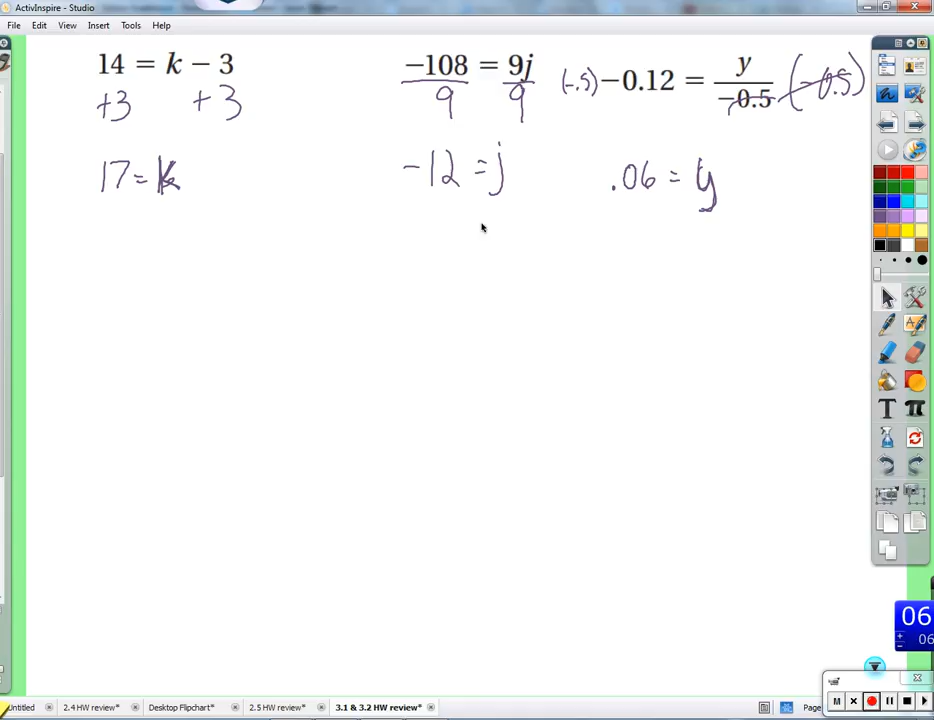 ActivInspire - Studio
File Edit View Insert Tools Help
14 = k − 3
+3 +3
17 = k
−108 = 9j
9 9
−12 = j
(-.5) −0.12 = y
−0.5 (-0.5)
.06 = y
T π
06
06
Untitled 2.4 HW review* Desktop Flipchart* 2.5 HW review* 3.1 & 3.2 HW review* Page
M